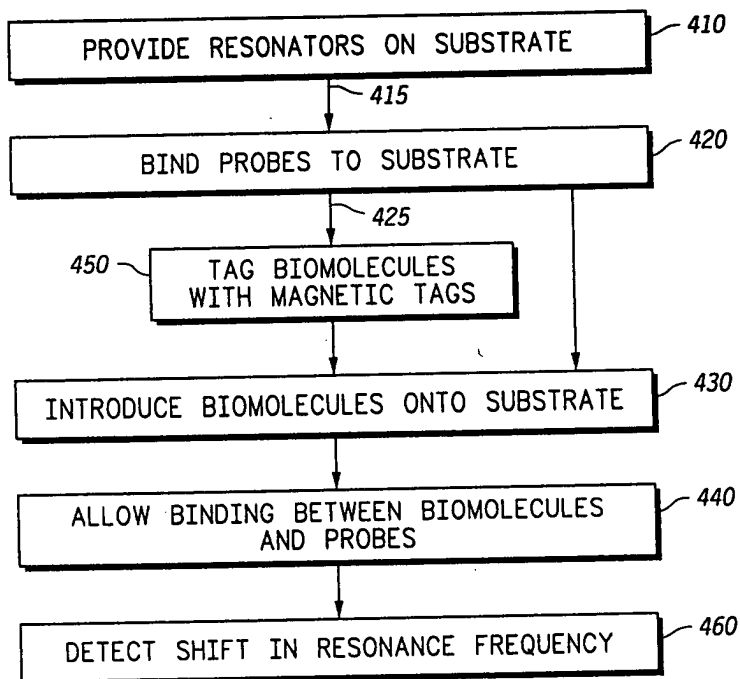 PROVIDE RESONATORS ON SUBSTRATE
410
415
BIND PROBES TO SUBSTRATE
420
425
450
TAG BIOMOLECULES
WITH MAGNETIC TAGS
INTRODUCE BIOMOLECULES ONTO SUBSTRATE
430
ALLOW BINDING BETWEEN BIOMOLECULES
AND PROBES
440
DETECT SHIFT IN RESONANCE FREQUENCY
460